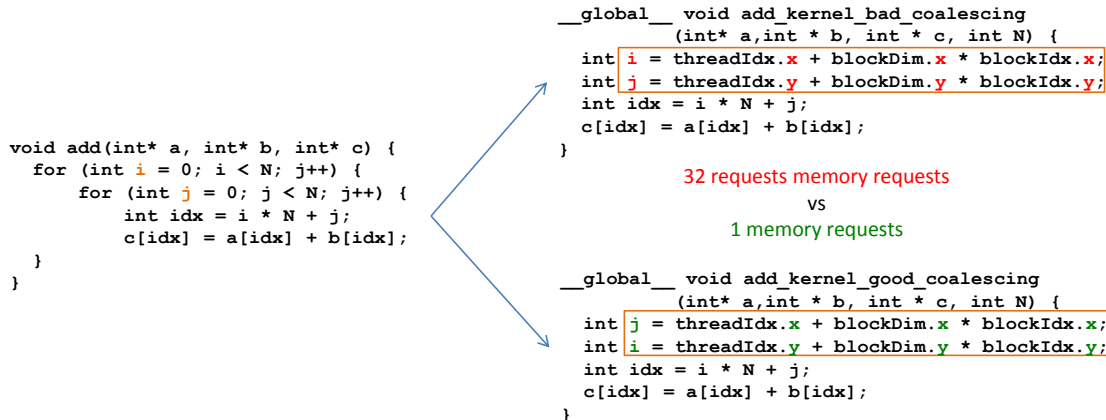 void add(int* a, int* b, int* c) {
for (int i = 0; i < N; j++) {
for (int j = 0; j < N; j++) {
int idx = i * N + j;
c[idx] = a[idx] + b[idx];
}
}
__global__ void add_kernel_bad_coalescing
(int* a,int * b, int * c, int N) {
int i = threadIdx.x + blockDim.x * blockIdx.x;
int j = threadIdx.y + blockDim.y * blockIdx.y;
int idx = i * N + j;
c[idx] = a[idx] + b[idx];
}
32 requests memory requests
vs
1 memory requests
__global__ void add_kernel_good_coalescing
(int* a,int * b, int * c, int N) {
int j = threadIdx.x + blockDim.x * blockIdx.x;
int i = threadIdx.y + blockDim.y * blockIdx.y;
int idx = i * N + j;
c[idx] = a[idx] + b[idx];
}